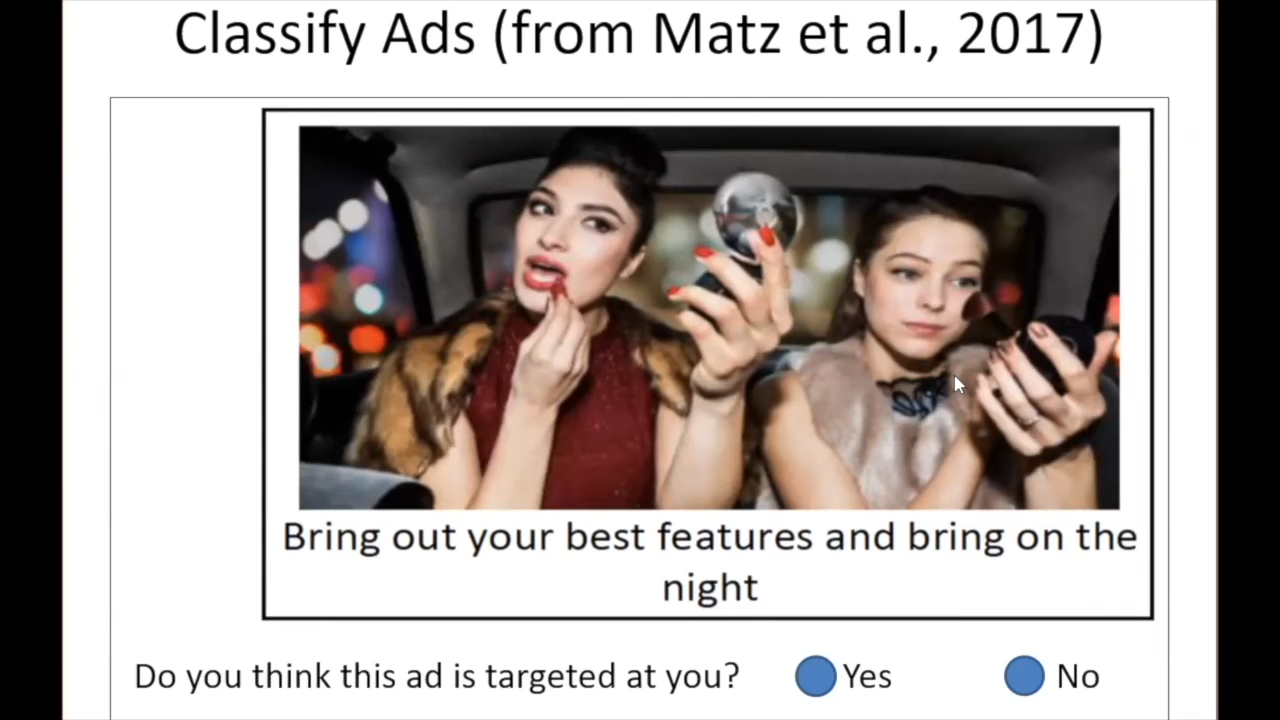 Classify Ads (from Matz et al., 2017)
Bring out your best features and bring on the
night
Do you think this ad is targeted at you? Yes No